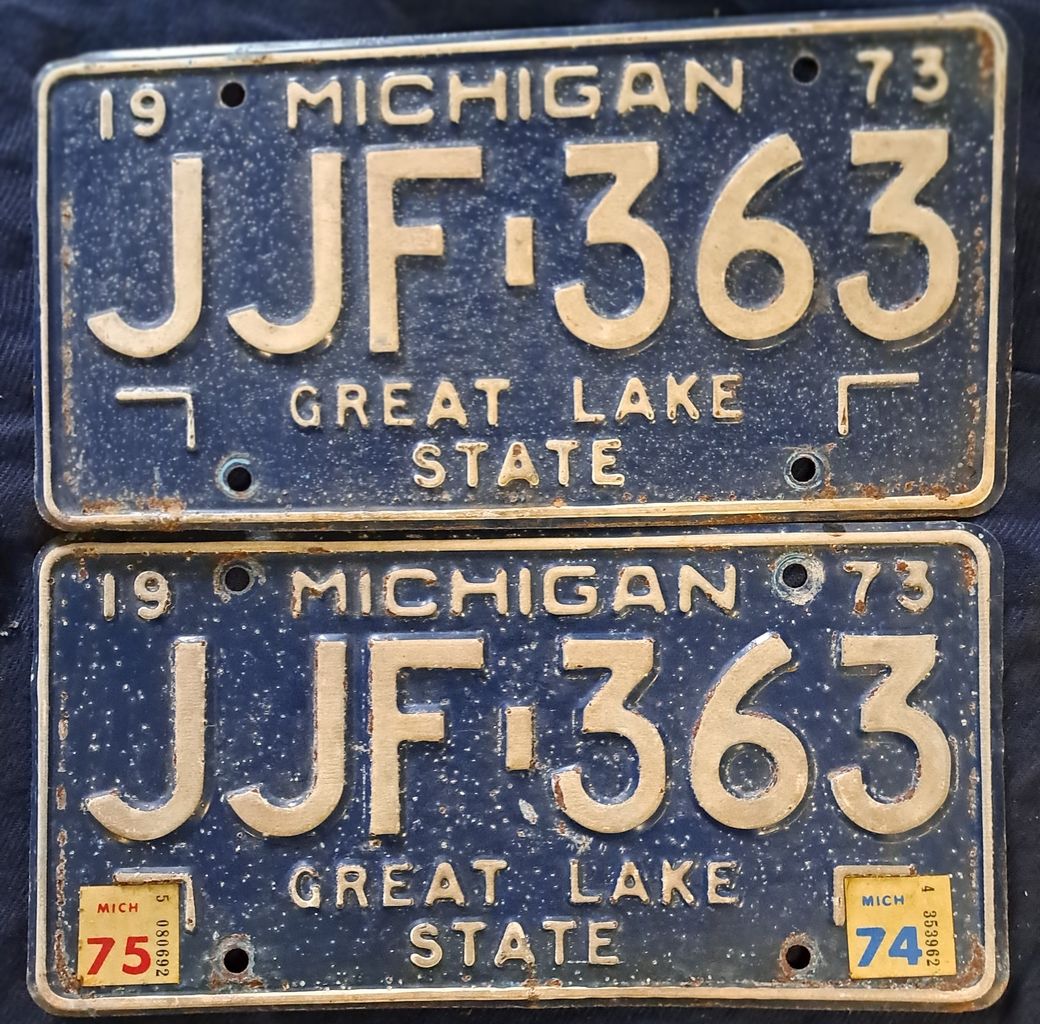 19 MICHIGAN 73
JJF-363
GREAT LAKE
STATE
19 MICHIGAN 73
JJF-363
GREAT LAKE
STATE
MICH
75
5 080692
MICH
74
4 353962